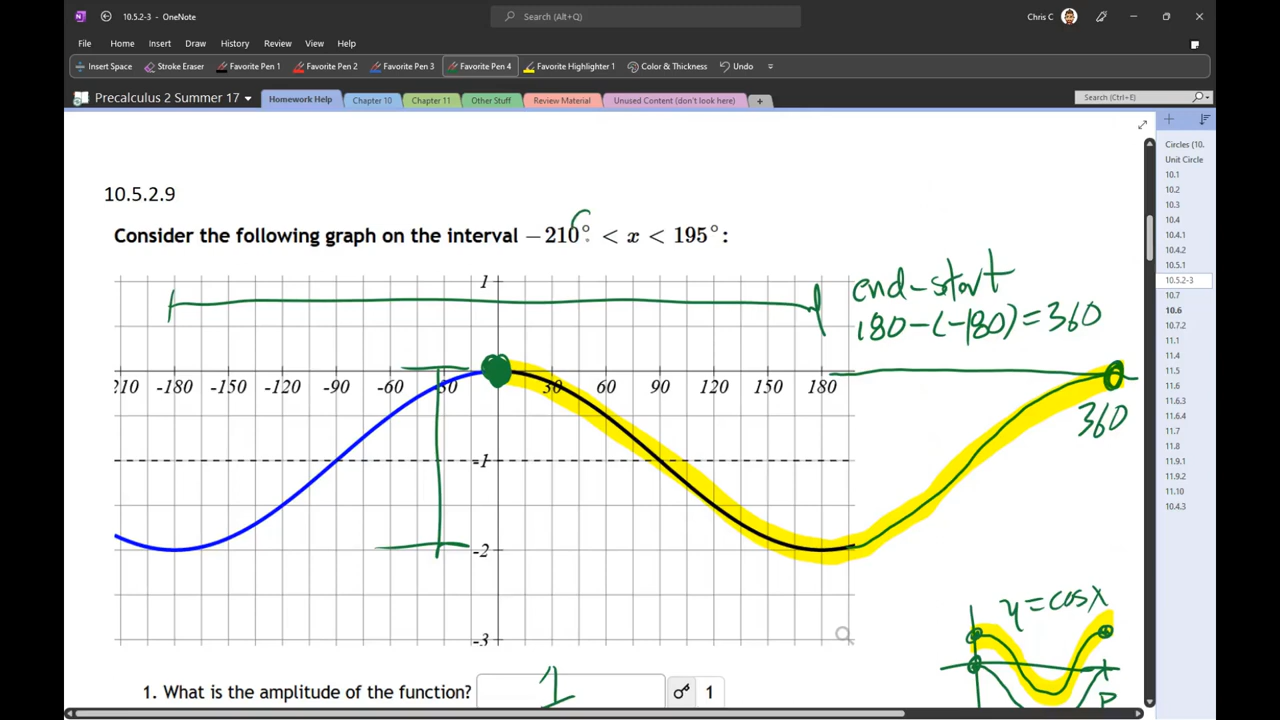 10.5.2-3 — OneNote
Search (Alt+Q)
Chris C
File Home Insert Draw History Review View Help
Insert Space Stroke Eraser Favorite Pen 1 Favorite Pen 2 Favorite Pen 3 Favorite Pen 4 Favorite Highlighter 1 Color & Thickness Undo
Precalculus 2 Summer 17 Homework Help Chapter 10 Chapter 11 Other Stuff Review Material Unused Content (don't look here) +
Search (Ctrl+E)
10.5.2.9
Consider the following graph on the interval −210° < x < 195°:
end-start
180-(-180)=360
1
210 -180 -150 -120 -90 -60 30 30 60 90 120 150 180
360
-1
-2
-3
y=cosx
P
1. What is the amplitude of the function? 1 1
Circles (10.
Unit Circle
10.1
10.2
10.3
10.4
10.4.1
10.4.2
10.5.1
10.5.2-3
10.7
10.6
10.7.2
11.1
11.4
11.5
11.6
11.6.3
11.6.4
11.7
11.8
11.9.1
11.9.2
11.10
10.4.3